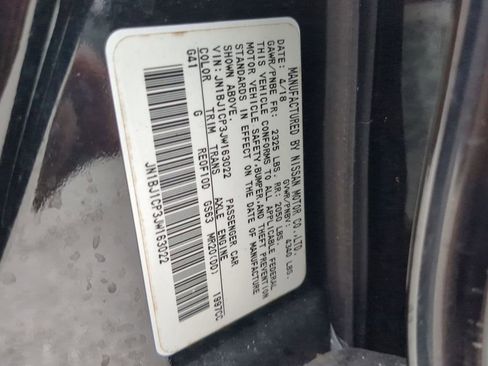 MANUFACTURED BY NISSAN MOTOR CO.,LTD.
DATE: 4/18 GVWR/PNBV: 4340 LBS.
GAWR/PNBE FR: 2325 LBS. RR: 2050 LBS.
THIS VEHICLE CONFORMS TO ALL APPLICABLE FEDERAL
MOTOR VEHICLE SAFETY,BUMPER,AND THEFT PREVENTION
STANDARDS IN EFFECT ON THE DATE OF MANUFACTURE
SHOWN ABOVE.
VIN: JN1BJ1CP3JW163022 PASSENGER CAR
COLOR TRIM TRANS AXLE ENGINE
G41 G RE0F10D GS63 MR20(DD) 1997CC
JN1BJ1CP3JW163022